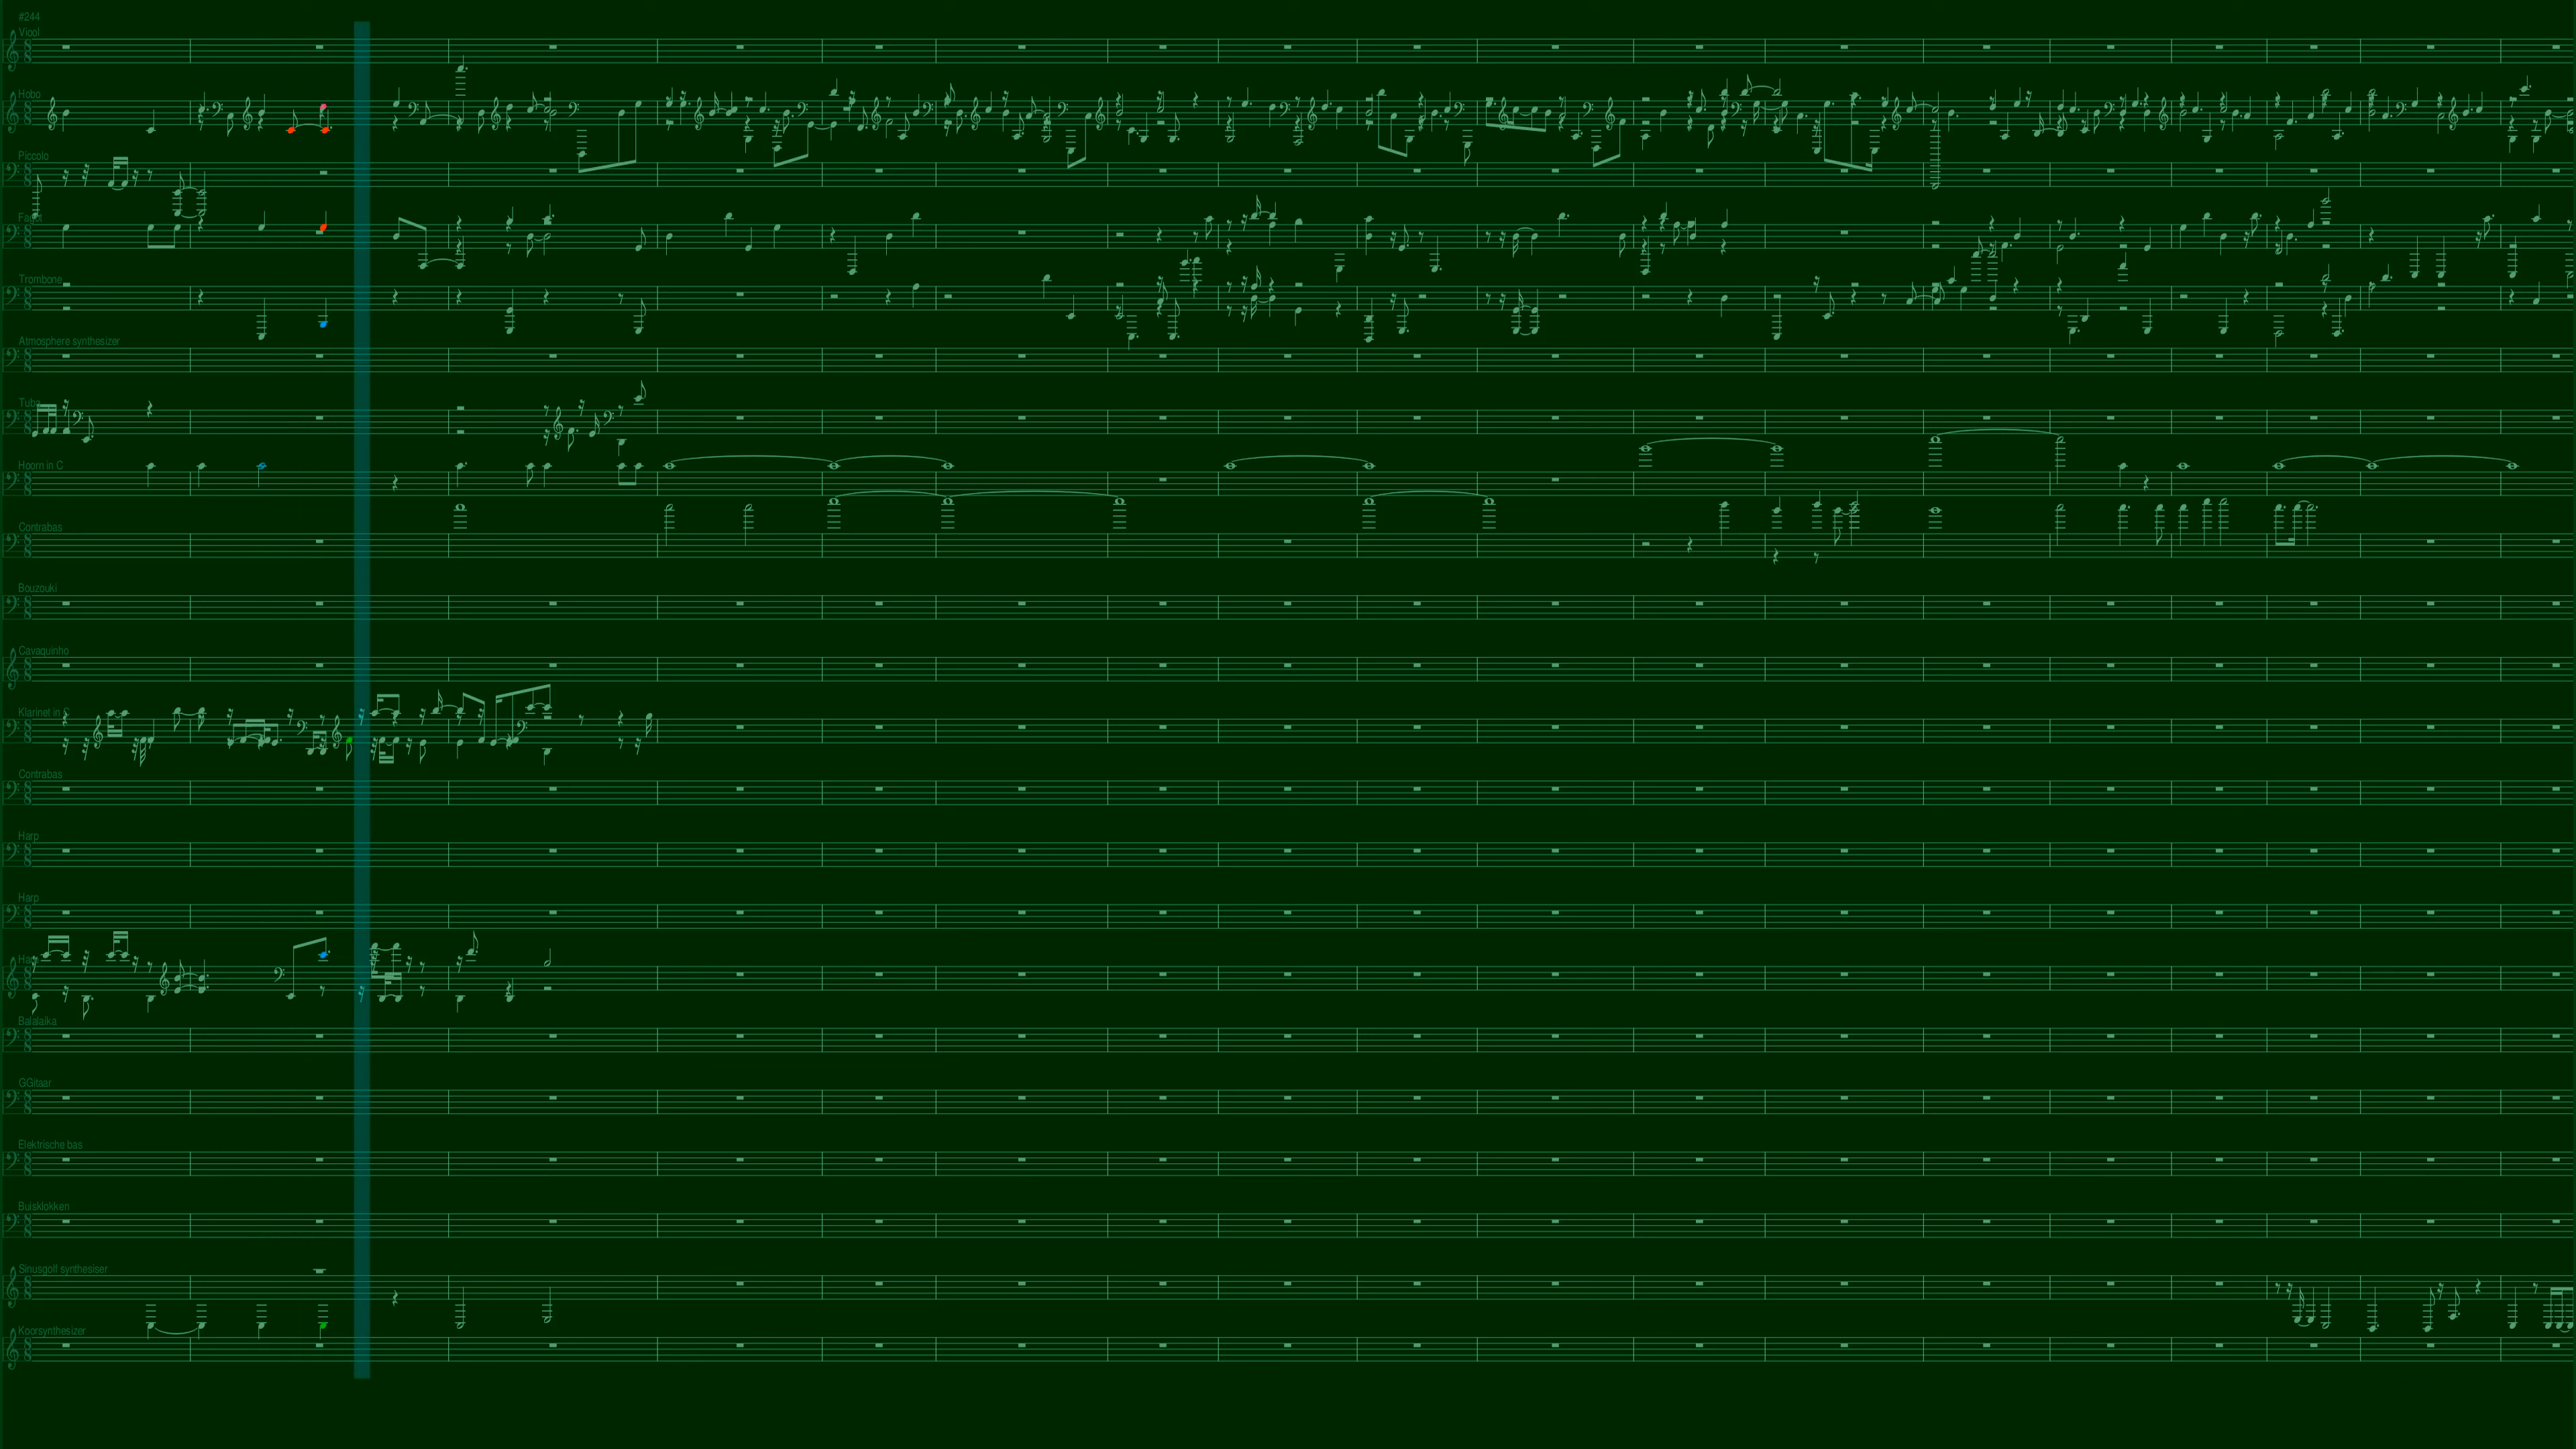 #244
Viool
Hobo
Piccolo
Fagot
Trombone
Atmosphere synthesizer
Tuba
Hoorn in C
Contrabas
Bouzouki
Cavaquinho
Klarinet in C
Contrabas
Harp
Harp
Harp
Balalaika
GGitaar
Elektrische bas
Buisklokken
Sinusgolf synthesiser
Koorsynthesizer